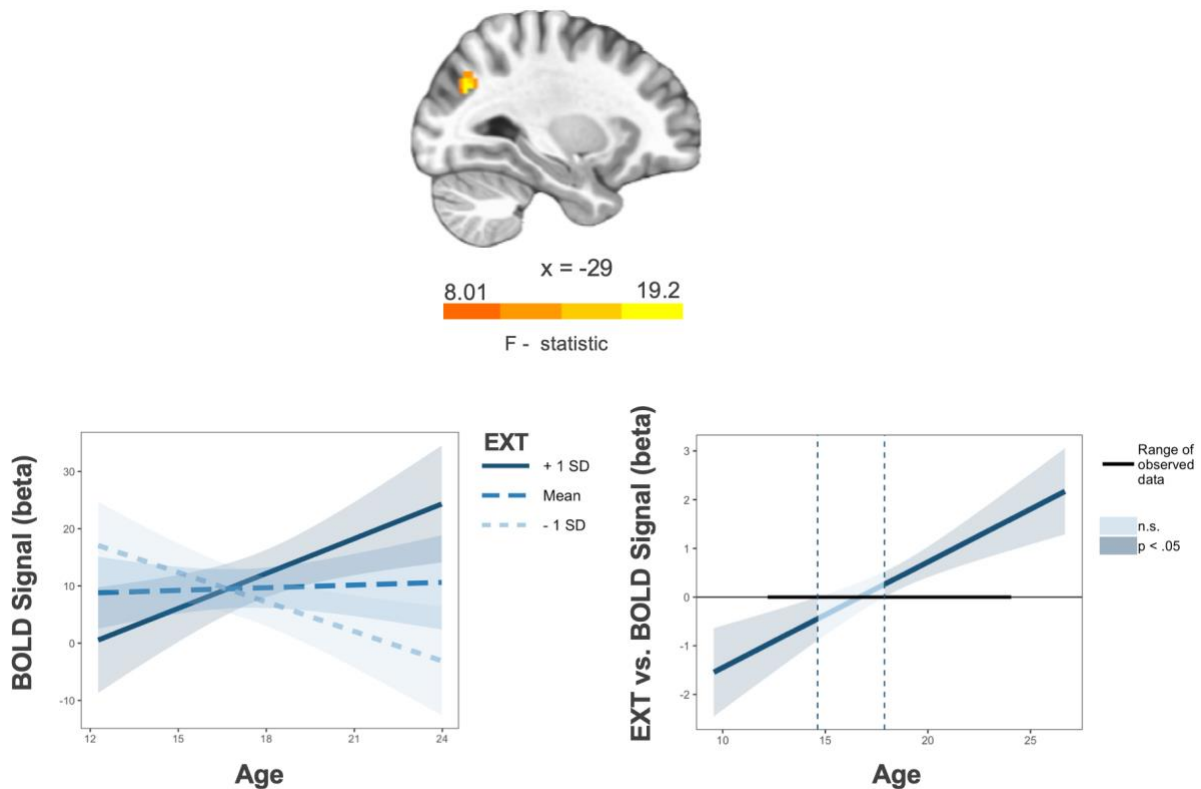 x = -29
8.01 19.2
F - statistic
BOLD Signal (beta)
30
20
10
0
-10
12 15 18 21 24
Age
EXT
+ 1 SD
Mean
- 1 SD
EXT vs. BOLD Signal (beta)
3
2
1
0
-1
-2
10 15 20 25
Age
Range of
observed
data
n.s.
p < .05